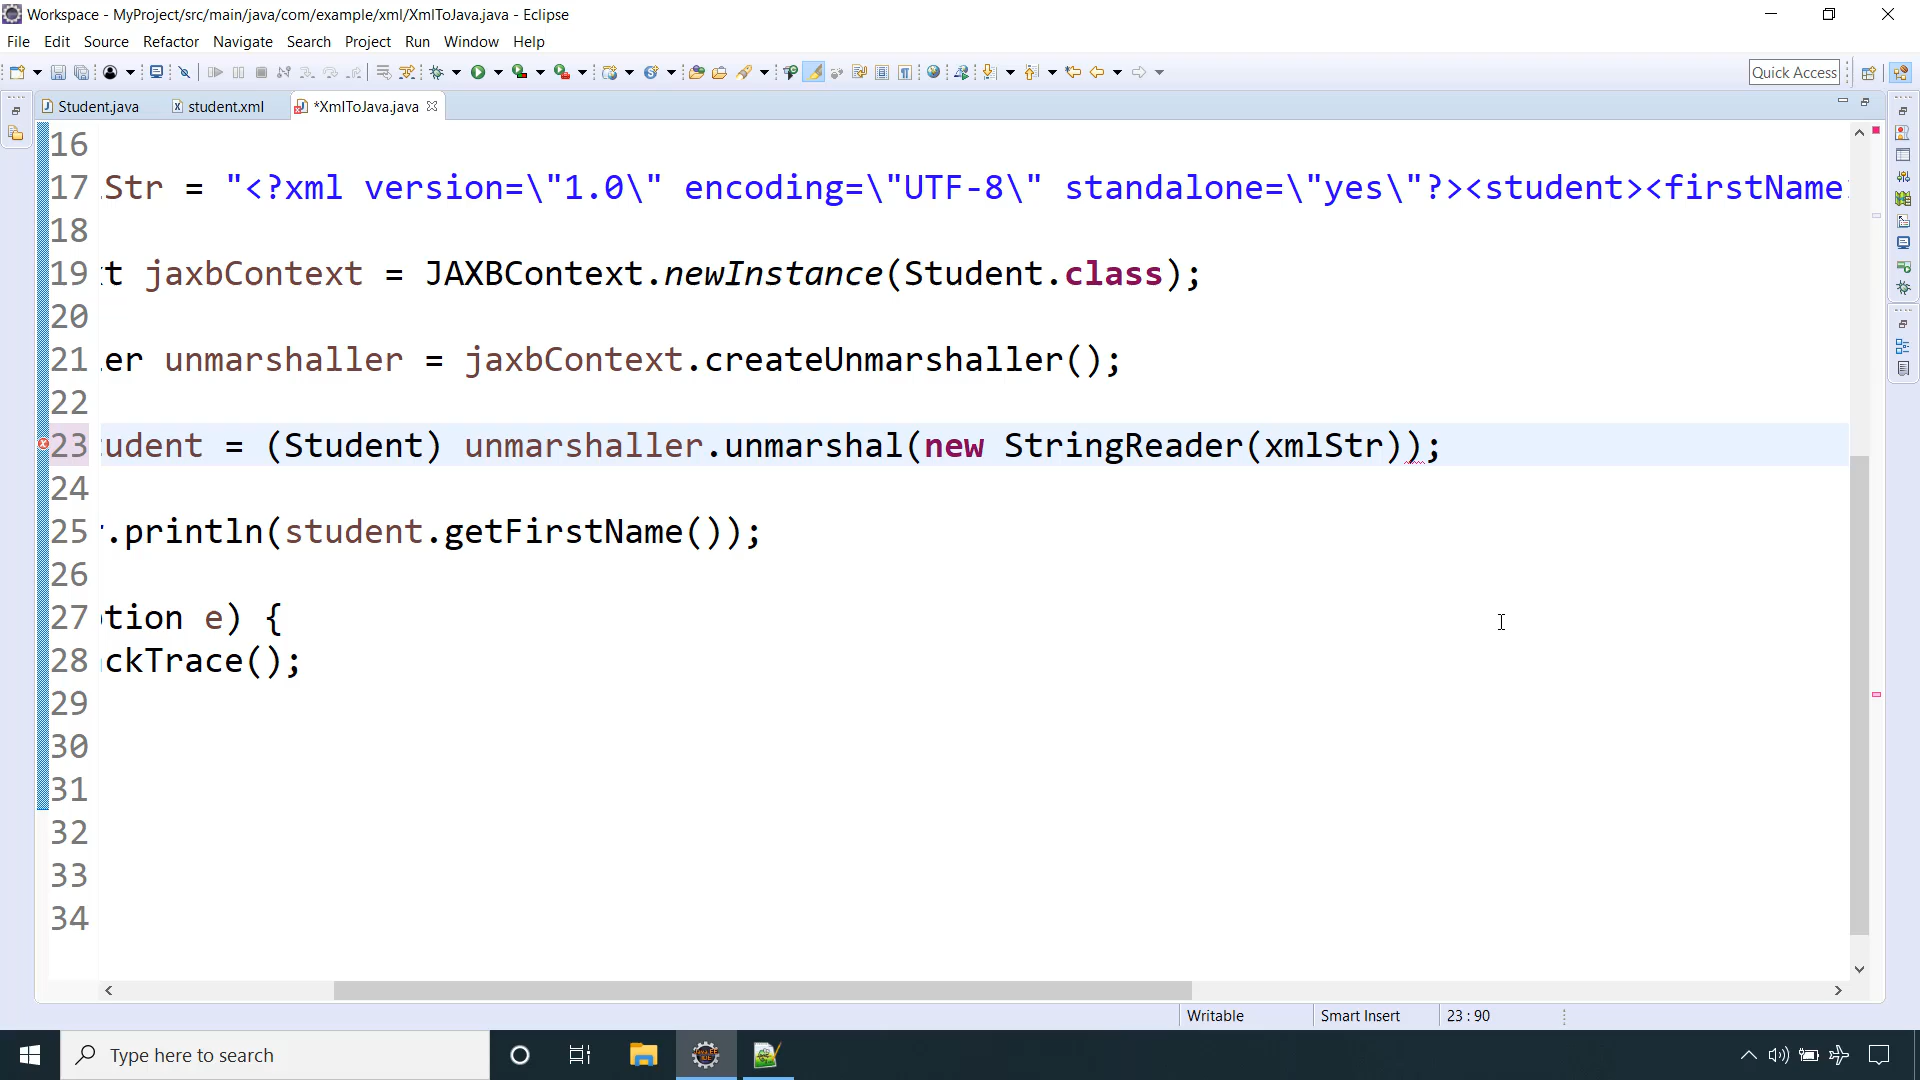 Workspace - MyProject/src/main/java/com/example/xml/XmlToJava.java - Eclipse
File Edit Source Refactor Navigate Search Project Run Window Help
Quick Access
Student.java student.xml *XmlToJava.java
16
17 Str = "<?xml version=\"1.0\" encoding=\"UTF-8\" standalone=\"yes\"?><student><firstName
18
19 t jaxbContext = JAXBContext.newInstance(Student.class);
20
21 er unmarshaller = jaxbContext.createUnmarshaller();
22
23 udent = (Student) unmarshaller.unmarshal(new StringReader(xmlStr));
24
25 .println(student.getFirstName());
26
27 tion e) {
28 ckTrace();
29
30
31
32
33
34
Writable Smart Insert 23 : 90
Type here to search